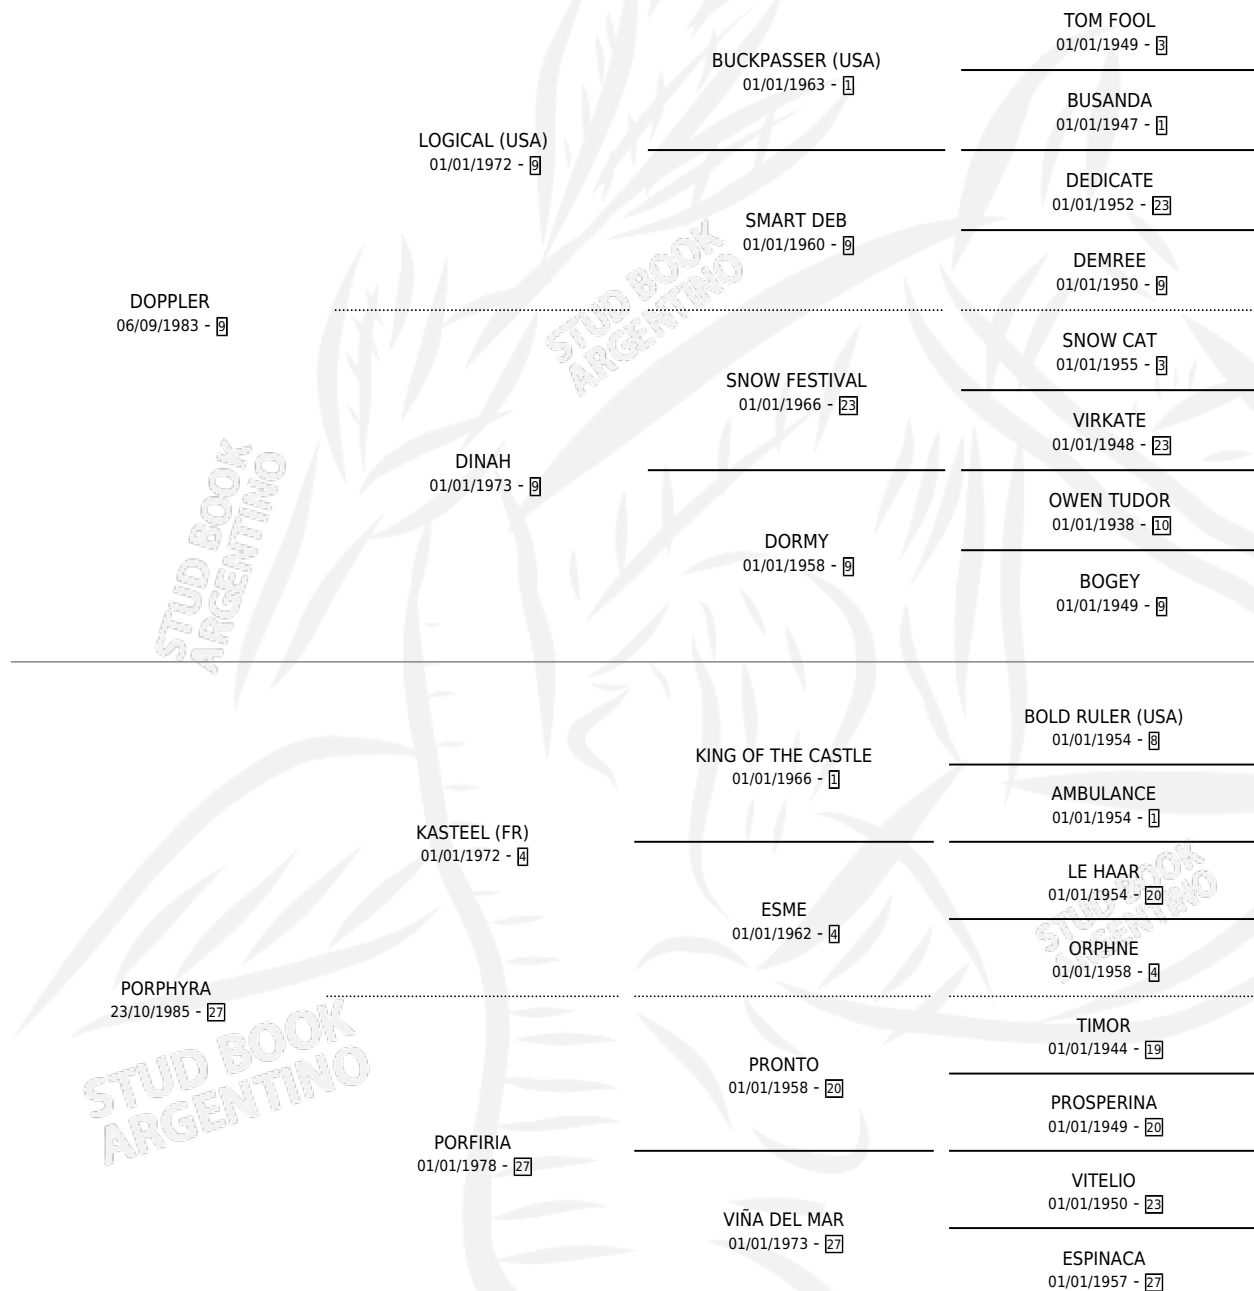 TOM FOOL
01/01/1949 - 3
BUCKPASSER (USA)
01/01/1963 - 1
BUSANDA
01/01/1947 - 1
LOGICAL (USA)
01/01/1972 - 9
DEDICATE
01/01/1952 - 23
SMART DEB
01/01/1960 - 9
DEMREE
01/01/1950 - 9
DOPPLER
06/09/1983 - 9
SNOW CAT
01/01/1955 - 3
SNOW FESTIVAL
01/01/1966 - 23
VIRKATE
01/01/1948 - 23
DINAH
01/01/1973 - 9
OWEN TUDOR
01/01/1938 - 10
DORMY
01/01/1958 - 9
BOGEY
01/01/1949 - 9
BOLD RULER (USA)
01/01/1954 - 8
KING OF THE CASTLE
01/01/1966 - 1
AMBULANCE
01/01/1954 - 1
KASTEEL (FR)
01/01/1972 - 4
LE HAAR
01/01/1954 - 20
ESME
01/01/1962 - 4
ORPHNE
01/01/1958 - 4
PORPHYRA
23/10/1985 - 27
TIMOR
01/01/1944 - 19
PRONTO
01/01/1958 - 20
PROSPERINA
01/01/1949 - 20
PORFIRIA
01/01/1978 - 27
VITELIO
01/01/1950 - 23
VIÑA DEL MAR
01/01/1973 - 27
ESPINACA
01/01/1957 - 27
STUD BOOK
ARGENTINO
STUD BOOK
ARGENTINO
STUD BOOK
ARGENTINO
STUD BOOK
ARGENTINO